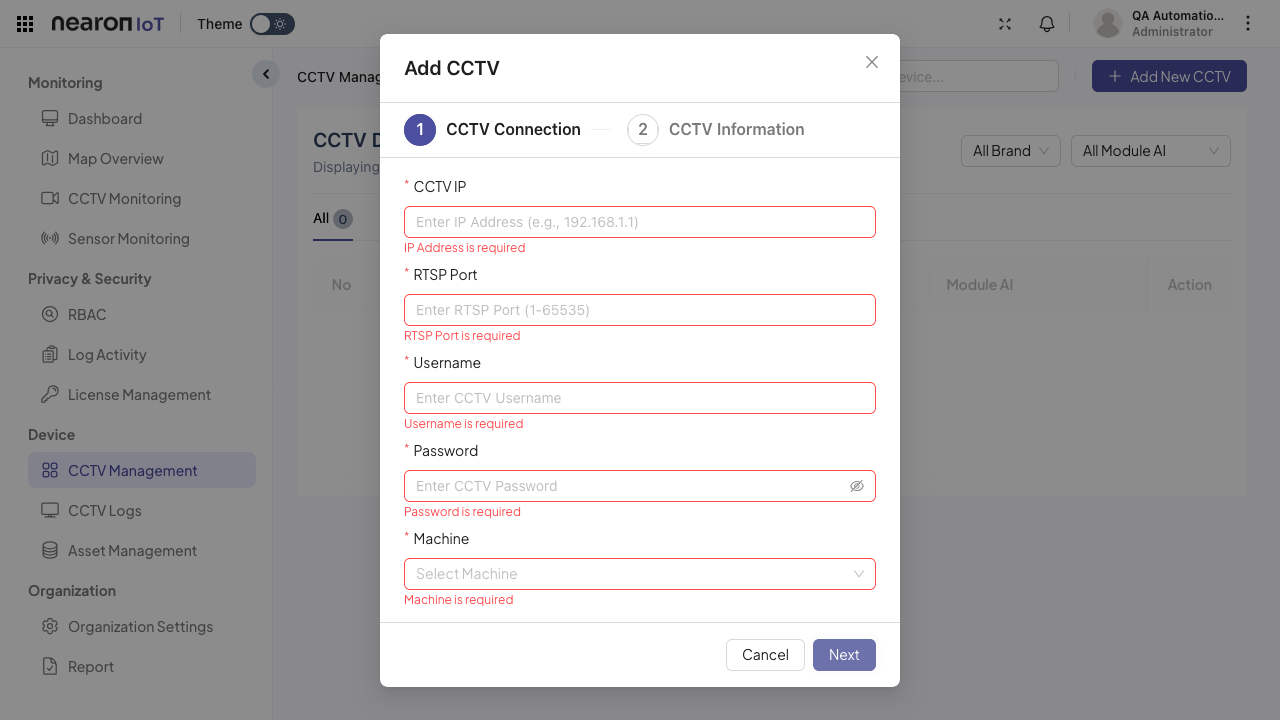 nearon IoT
Theme
QA Automatio...
Administrator
Monitoring
Dashboard
Map Overview
CCTV Monitoring
Sensor Monitoring
Privacy & Security
RBAC
Log Activity
License Management
Device
CCTV Management
CCTV Logs
Asset Management
Organization
Organization Settings
Report
CCTV Manag
evice...
Add New CCTV
CCTV D
Displaying
All Brand
All Module AI
All 0
No
Module AI
Action
Add CCTV
1 CCTV Connection
2 CCTV Information
* CCTV IP
Enter IP Address (e.g., 192.168.1.1)
IP Address is required
* RTSP Port
Enter RTSP Port (1-65535)
RTSP Port is required
* Username
Enter CCTV Username
Username is required
* Password
Enter CCTV Password
Password is required
* Machine
Select Machine
Machine is required
Cancel
Next